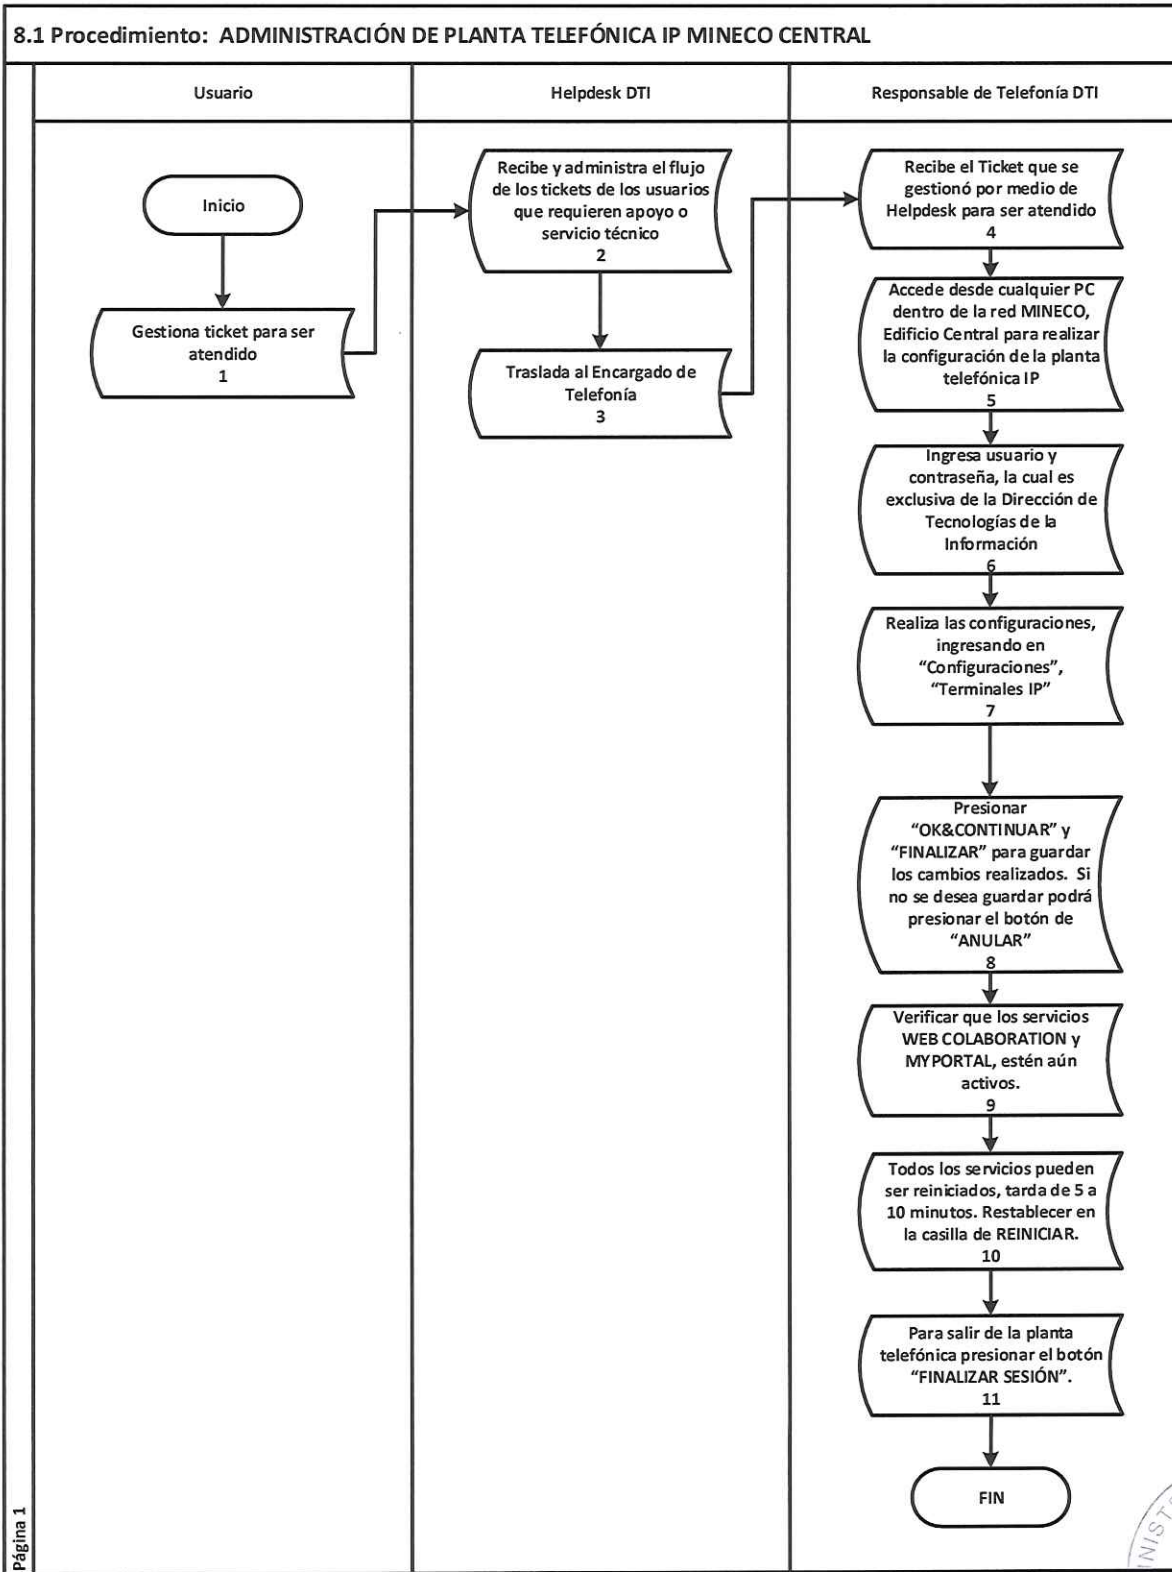 8.1 Procedimiento: ADMINISTRACIÓN DE PLANTA TELEFÓNICA IP MINECO CENTRAL
Usuario
Helpdesk DTI
Responsable de Telefonía DTI
Inicio
Gestiona ticket para ser
atendido
1
Recibe y administra el flujo
de los tickets de los usuarios
que requieren apoyo o
servicio técnico
2
Traslada al Encargado de
Telefonía
3
Recibe el Ticket que se
gestionó por medio de
Helpdesk para ser atendido
4
Accede desde cualquier PC
dentro de la red MINECO,
Edificio Central para realizar
la configuración de la planta
telefónica IP
5
Ingresa usuario y
contraseña, la cual es
exclusiva de la Dirección de
Tecnologías de la
Información
6
Realiza las configuraciones,
ingresando en
“Configuraciones”,
“Terminales IP”
7
Presionar
“OK&CONTINUAR” y
“FINALIZAR” para guardar
los cambios realizados. Si
no se desea guardar podrá
presionar el botón de
“ANULAR”
8
Verificar que los servicios
WEB COLABORATION y
MYPORTAL, estén aún
activos.
9
Todos los servicios pueden
ser reiniciados, tarda de 5 a
10 minutos. Restablecer en
la casilla de REINICIAR.
10
Para salir de la planta
telefónica presionar el botón
“FINALIZAR SESIÓN”.
11
FIN
Página 1